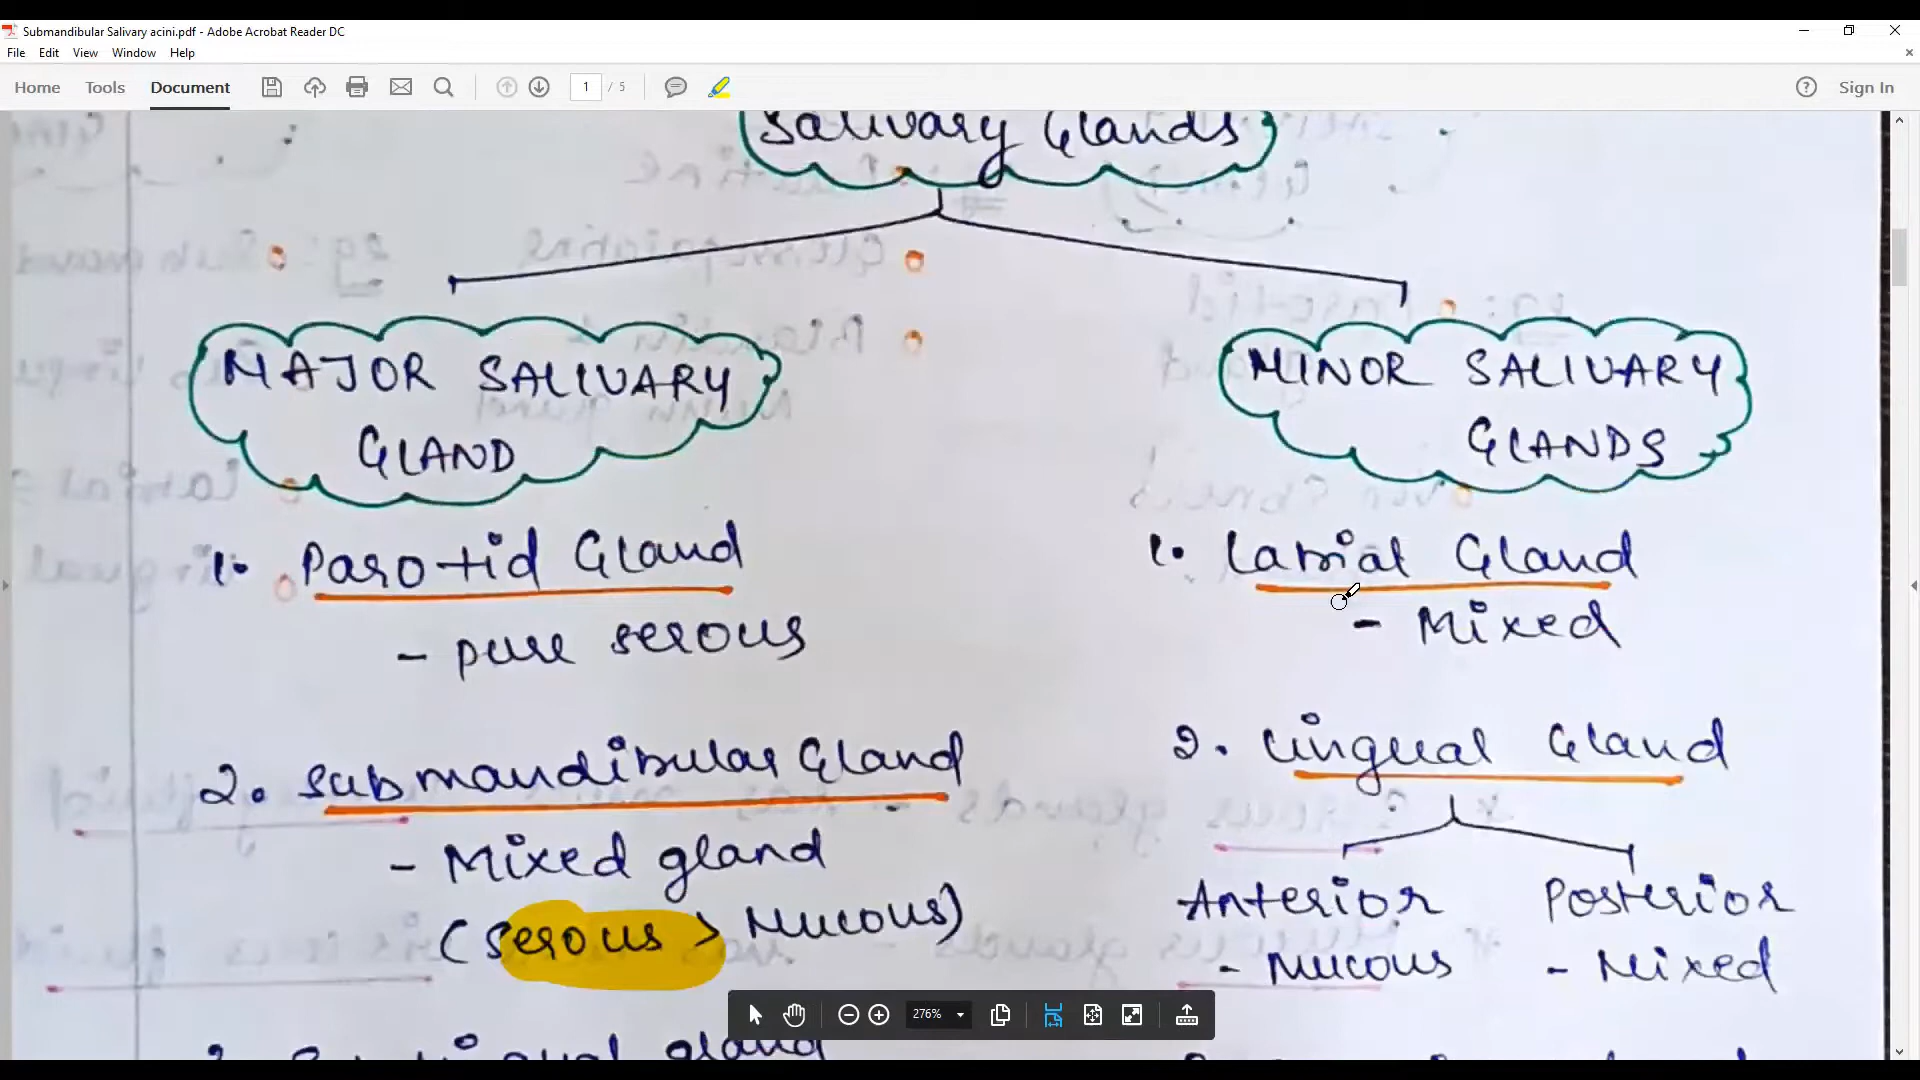 Submandibular Salivary acini.pdf - Adobe Acrobat Reader DC
File Edit View Window Help
Home Tools Document 1 / 5 Sign In
Salivary Glands
MAJOR SALIVARY
GLAND
1. Parotid Gland
- pure serous
2. Submandibular Gland
- Mixed gland
(Serous > Mucous)
gland
MINOR SALIVARY
GLANDS
1. Labial Gland
- Mixed
2. Lingual Gland
Anterior
- Mucous
Posterior
- Mixed
276%